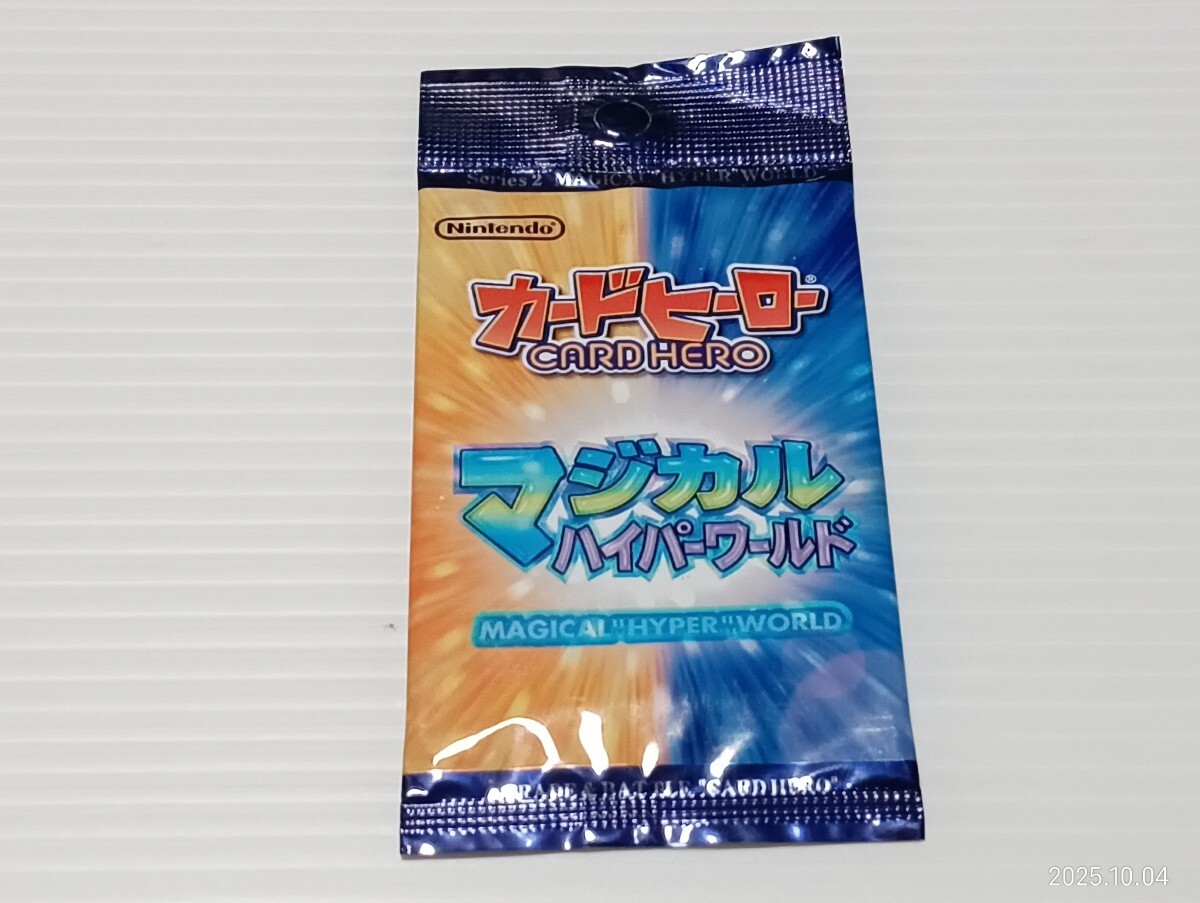 Series 2 MAGICAL "HYPER" WORLD
Nintendo®
カードヒーロー®
CARD HERO
マジカル
ハイパーワールド
MAGICAL"HYPER"WORLD
TRADE & BATTLE "CARD HERO"
2025.10.04